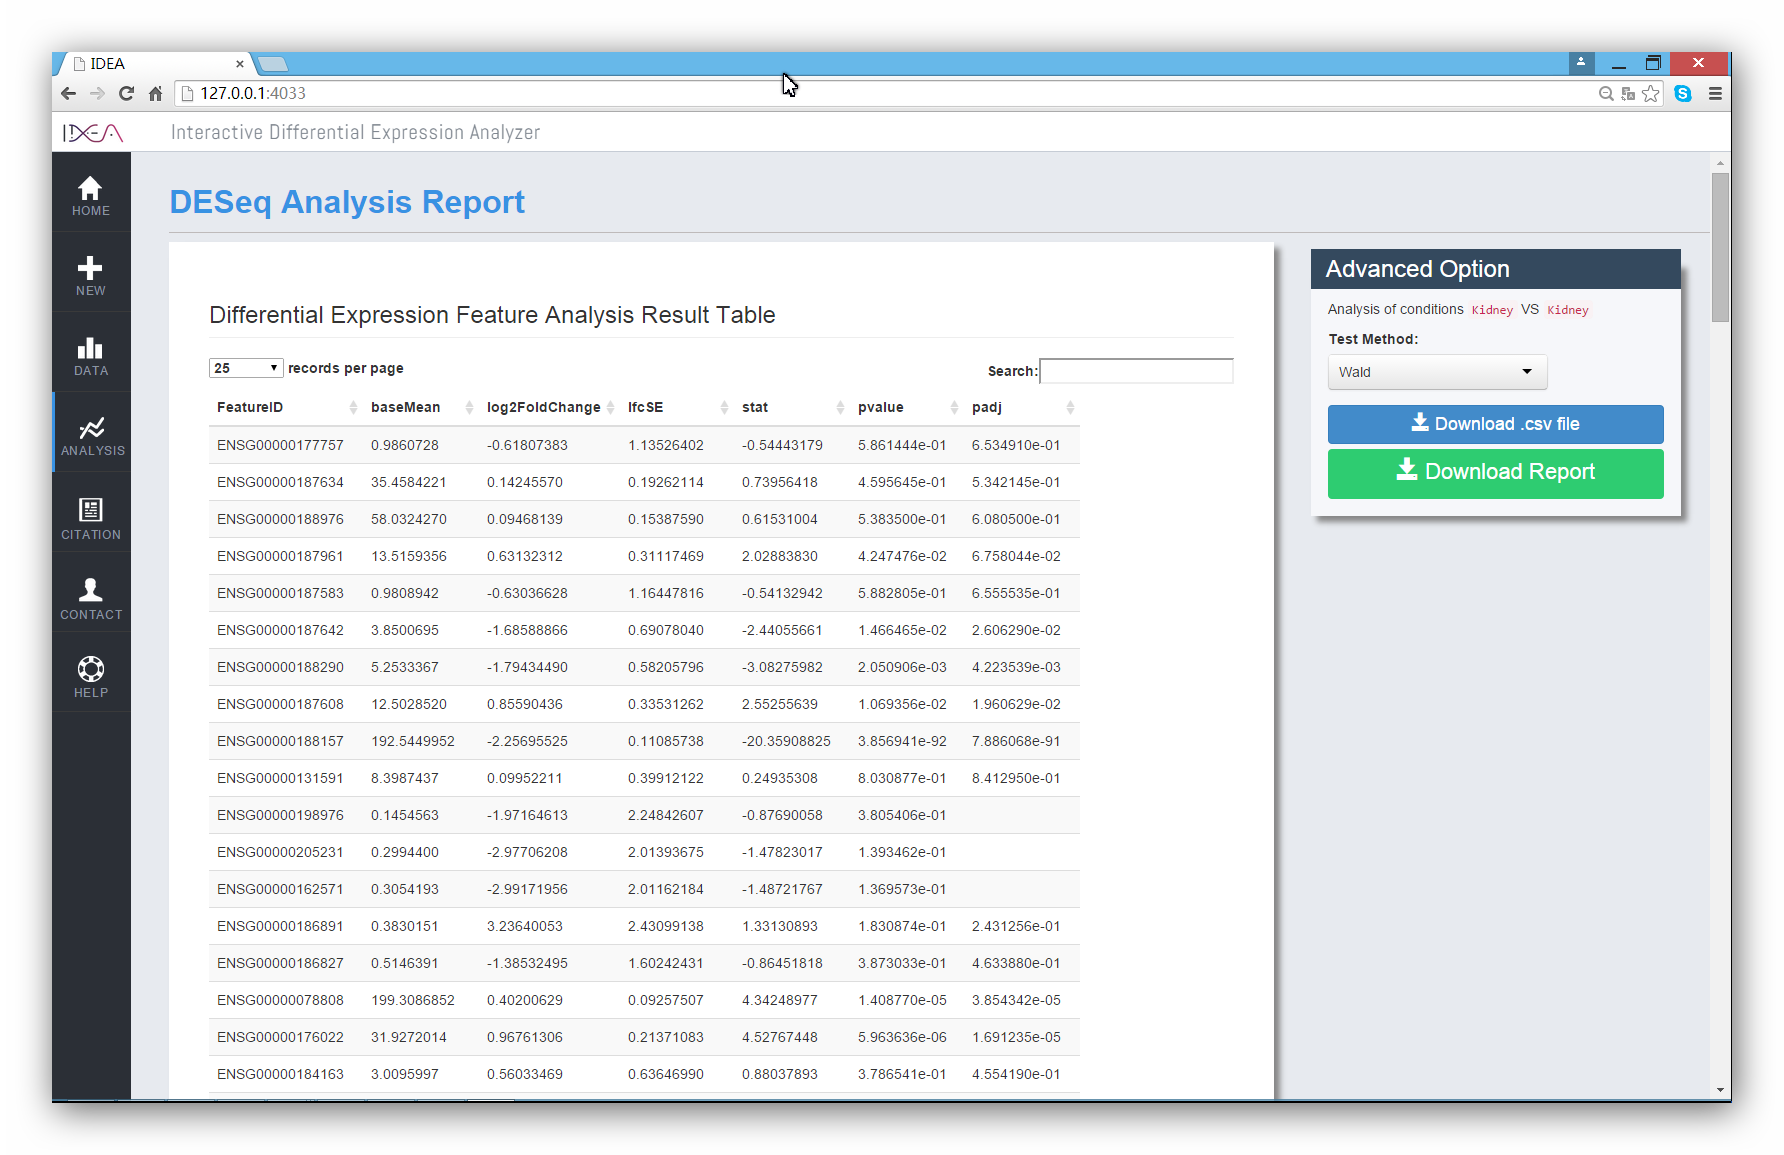 IDEA
127.0.0.1:4033
IDEA Interactive Differential Expression Analyzer
HOME
NEW
DATA
ANALYSIS
CITATION
CONTACT
HELP
DESeq Analysis Report
Differential Expression Feature Analysis Result Table
25 records per page Search:
FeatureID baseMean log2FoldChange lfcSE stat pvalue padj
ENSG00000177757 0.9860728 -0.61807383 1.13526402 -0.54443179 5.861444e-01 6.534910e-01
ENSG00000187634 35.4584221 0.14245570 0.19262114 0.73956418 4.595645e-01 5.342145e-01
ENSG00000188976 58.0324270 0.09468139 0.15387590 0.61531004 5.383500e-01 6.080500e-01
ENSG00000187961 13.5159356 0.63132312 0.31117469 2.02883830 4.247476e-02 6.758044e-02
ENSG00000187583 0.9808942 -0.63036628 1.16447816 -0.54132942 5.882805e-01 6.555535e-01
ENSG00000187642 3.8500695 -1.68588866 0.69078040 -2.44055661 1.466465e-02 2.606290e-02
ENSG00000188290 5.2533367 -1.79434490 0.58205796 -3.08275982 2.050906e-03 4.223539e-03
ENSG00000187608 12.5028520 0.85590436 0.33531262 2.55255639 1.069356e-02 1.960629e-02
ENSG00000188157 192.5449952 -2.25695525 0.11085738 -20.35908825 3.856941e-92 7.886068e-91
ENSG00000131591 8.3987437 0.09952211 0.39912122 0.24935308 8.030877e-01 8.412950e-01
ENSG00000198976 0.1454563 -1.97164613 2.24842607 -0.87690058 3.805406e-01
ENSG00000205231 0.2994400 -2.97706208 2.01393675 -1.47823017 1.393462e-01
ENSG00000162571 0.3054193 -2.99171956 2.01162184 -1.48721767 1.369573e-01
ENSG00000186891 0.3830151 3.23640053 2.43099138 1.33130893 1.830874e-01 2.431256e-01
ENSG00000186827 0.5146391 -1.38532495 1.60242431 -0.86451818 3.873033e-01 4.633880e-01
ENSG00000078808 199.3086852 0.40200629 0.09257507 4.34248977 1.408770e-05 3.854342e-05
ENSG00000176022 31.9272014 0.96761306 0.21371083 4.52767448 5.963636e-06 1.691235e-05
ENSG00000184163 3.0095997 0.56033469 0.63646990 0.88037893 3.786541e-01 4.554190e-01
Advanced Option
Analysis of conditions Kidney VS Kidney
Test Method:
Wald
Download .csv file
Download Report